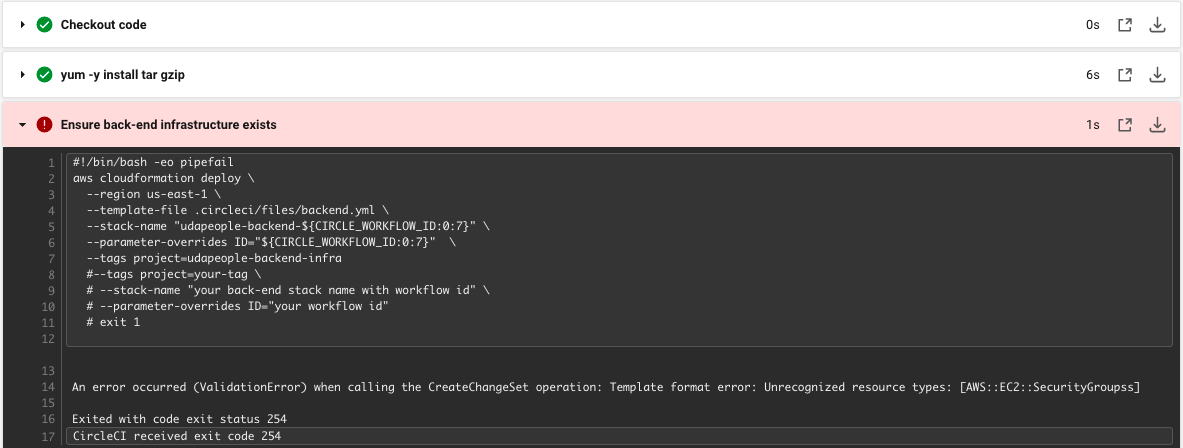 Checkout code 0s
yum -y install tar gzip 6s
Ensure back-end infrastructure exists 1s
1 #!/bin/bash -eo pipefail
2 aws cloudformation deploy \
3 --region us-east-1 \
4 --template-file .circleci/files/backend.yml \
5 --stack-name "udapeople-backend-${CIRCLE_WORKFLOW_ID:0:7}" \
6 --parameter-overrides ID="${CIRCLE_WORKFLOW_ID:0:7}"  \
7 --tags project=udapeople-backend-infra
8 #--tags project=your-tag \
9 # --stack-name "your back-end stack name with workflow id" \
10 # --parameter-overrides ID="your workflow id"
11 # exit 1
12
13
14 An error occurred (ValidationError) when calling the CreateChangeSet operation: Template format error: Unrecognized resource types: [AWS::EC2::SecurityGroupss]
15
16 Exited with code exit status 254
17 CircleCI received exit code 254